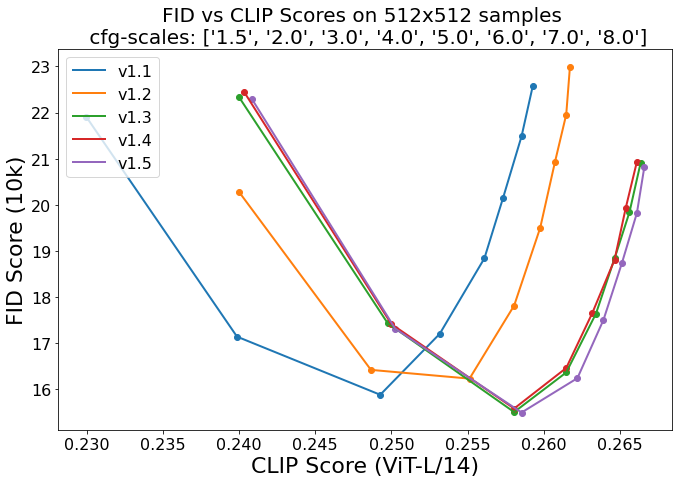 FID vs CLIP Scores on 512x512 samples
cfg-scales: ['1.5', '2.0', '3.0', '4.0', '5.0', '6.0', '7.0', '8.0']
v1.1
v1.2
v1.3
v1.4
v1.5
FID Score (10k)
23
22
21
20
19
18
17
16
0.230 0.235 0.240 0.245 0.250 0.255 0.260 0.265
CLIP Score (ViT-L/14)